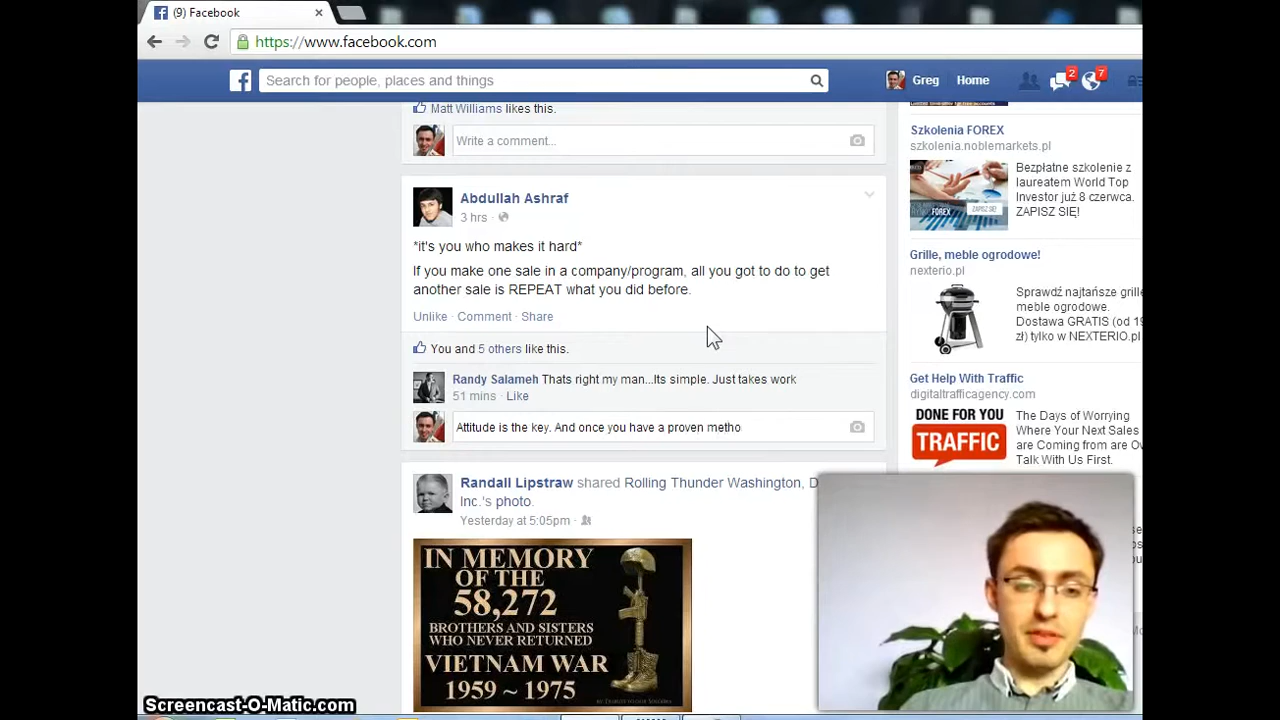 (9) Facebook
https://www.facebook.com
Search for people, places and things
Greg
Home
2
7
Matt Williams likes this.
Write a comment...
Abdullah Ashraf
3 hrs ·
*it's you who makes it hard*
If you make one sale in a company/program, all you got to do to get
another sale is REPEAT what you did before.
Unlike · Comment · Share
You and 5 others like this.
Randy Salameh Thats right my man...Its simple. Just takes work
51 mins · Like
Attitude is the key. And once you have a proven metho
Randall Lipstraw shared Rolling Thunder Washington, D
Inc.'s photo.
Yesterday at 5:05pm ·
IN MEMORY
OF THE
58,272
BROTHERS AND SISTERS
WHO NEVER RETURNED
VIETNAM WAR
1959 ~ 1975
Szkolenia FOREX
szkolenia.noblemarkets.pl
FOREX
ZAPISZ SIĘ!
Bezpłatne szkolenie z
laureatem World Top
Investor już 8 czerwca.
ZAPISZ SIĘ!
Grille, meble ogrodowe!
nexterio.pl
Sprawdź najtańsze grille
meble ogrodowe.
Dostawa GRATIS (od 19
zł) tylko w NEXTERIO.pl
Get Help With Traffic
digitaltrafficagency.com
DONE FOR YOU
TRAFFIC
The Days of Worrying
Where Your Next Sales
are Coming from are Ov
Talk With Us First.
Screencast-O-Matic.com